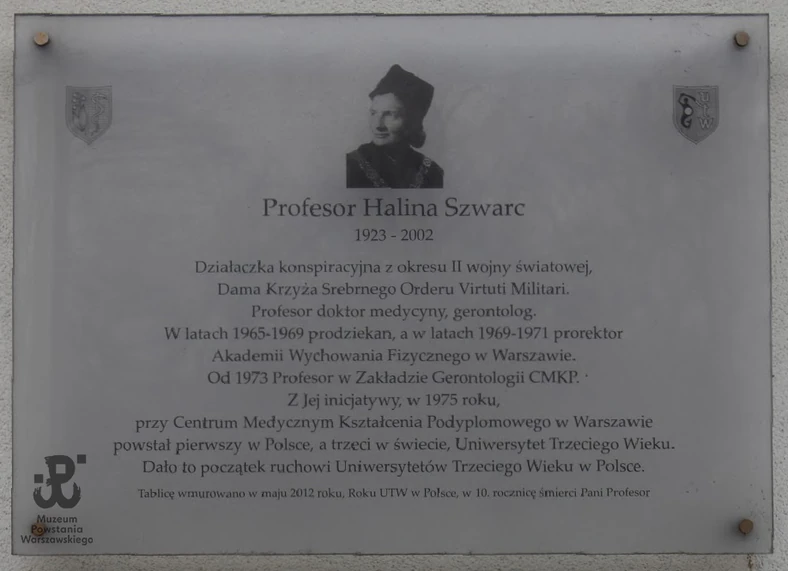 Profesor Halina Szwarc
1923 - 2002
Działaczka konspiracyjna z okresu II wojny światowej,
Dama Krzyża Srebrnego Orderu Virtuti Militari.
Profesor doktor medycyny, gerontolog.
W latach 1965-1969 prodziekan, a w latach 1969-1971 prorektor
Akademii Wychowania Fizycznego w Warszawie.
Od 1973 Profesor w Zakładzie Gerontologii CMKP.
Z Jej inicjatywy, w 1975 roku,
przy Centrum Medycznym Kształcenia Podyplomowego w Warszawie
powstał pierwszy w Polsce, a trzeci w świecie, Uniwersytet Trzeciego Wieku.
Dało to początek ruchowi Uniwersytetów Trzeciego Wieku w Polsce.
Tablicę wmurowano w maju 2012 roku, Roku UTW w Polsce, w 10. rocznicę śmierci Pani Profesor
Muzeum
Powstania
Warszawskiego